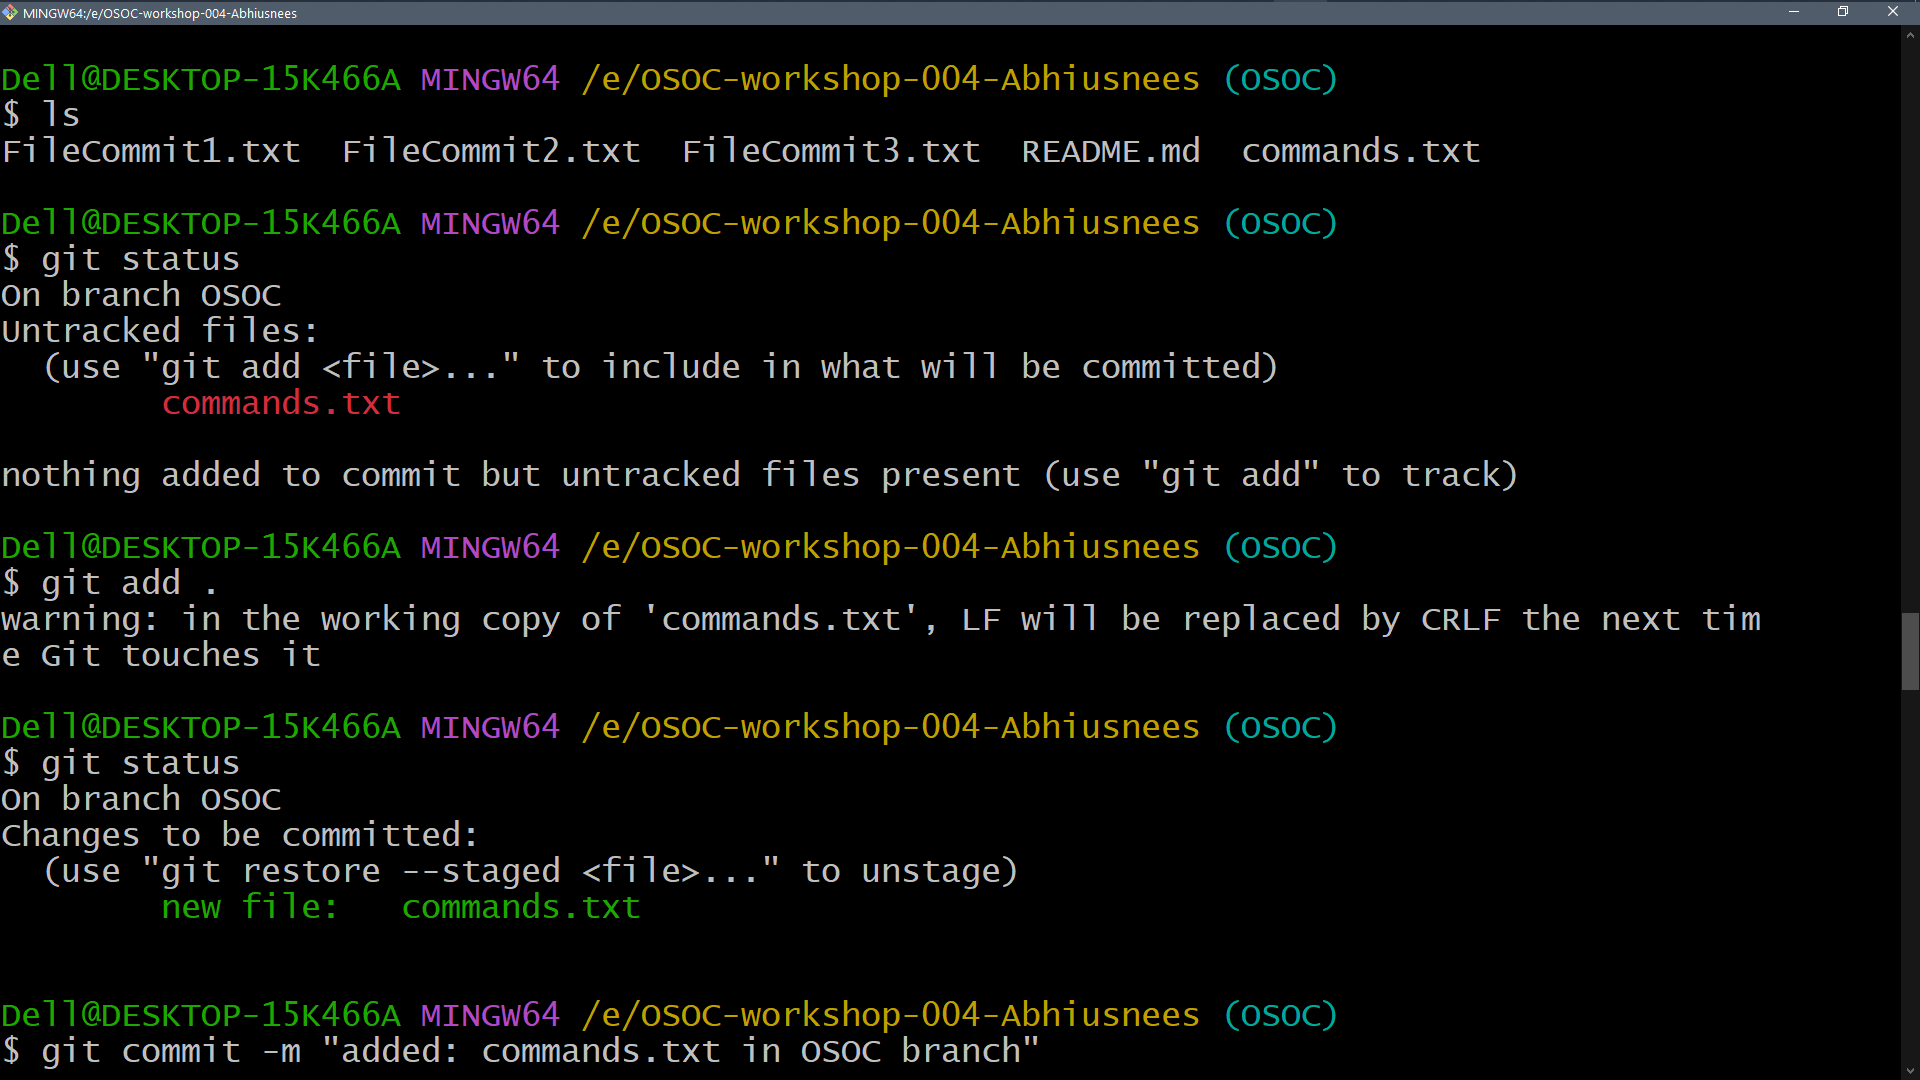 MINGW64:/e/OSOC-workshop-004-Abhiusnees
Dell@DESKTOP-15K466A MINGW64 /e/OSOC-workshop-004-Abhiusnees (OSOC)
$ ls
FileCommit1.txt  FileCommit2.txt  FileCommit3.txt  README.md  commands.txt
Dell@DESKTOP-15K466A MINGW64 /e/OSOC-workshop-004-Abhiusnees (OSOC)
$ git status
On branch OSOC
Untracked files:
  (use "git add <file>..." to include in what will be committed)
        commands.txt
nothing added to commit but untracked files present (use "git add" to track)
Dell@DESKTOP-15K466A MINGW64 /e/OSOC-workshop-004-Abhiusnees (OSOC)
$ git add .
warning: in the working copy of 'commands.txt', LF will be replaced by CRLF the next tim
e Git touches it
Dell@DESKTOP-15K466A MINGW64 /e/OSOC-workshop-004-Abhiusnees (OSOC)
$ git status
On branch OSOC
Changes to be committed:
  (use "git restore --staged <file>..." to unstage)
        new file:   commands.txt
Dell@DESKTOP-15K466A MINGW64 /e/OSOC-workshop-004-Abhiusnees (OSOC)
$ git commit -m "added: commands.txt in OSOC branch"